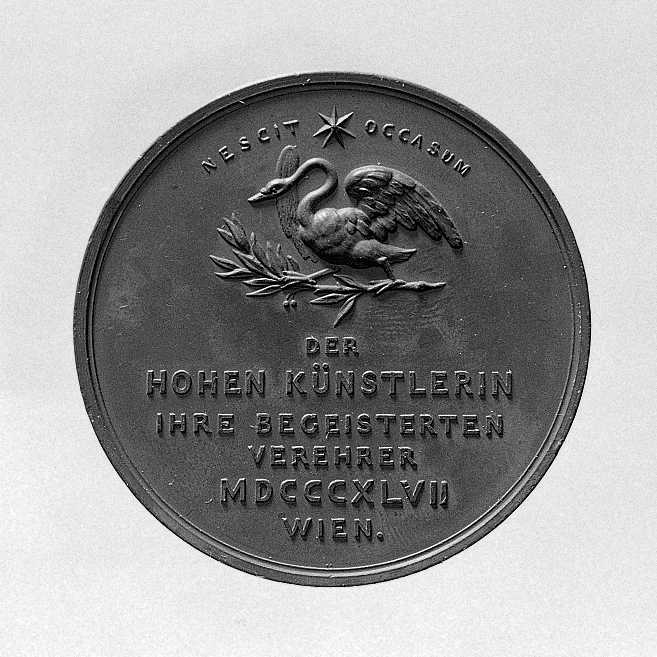 NESCIT OCCASUM
DER
HOHEN KÜNSTLERIN
IHRE BEGEISTERTEN
VEREHRER
MDCCCXLVII
WIEN.